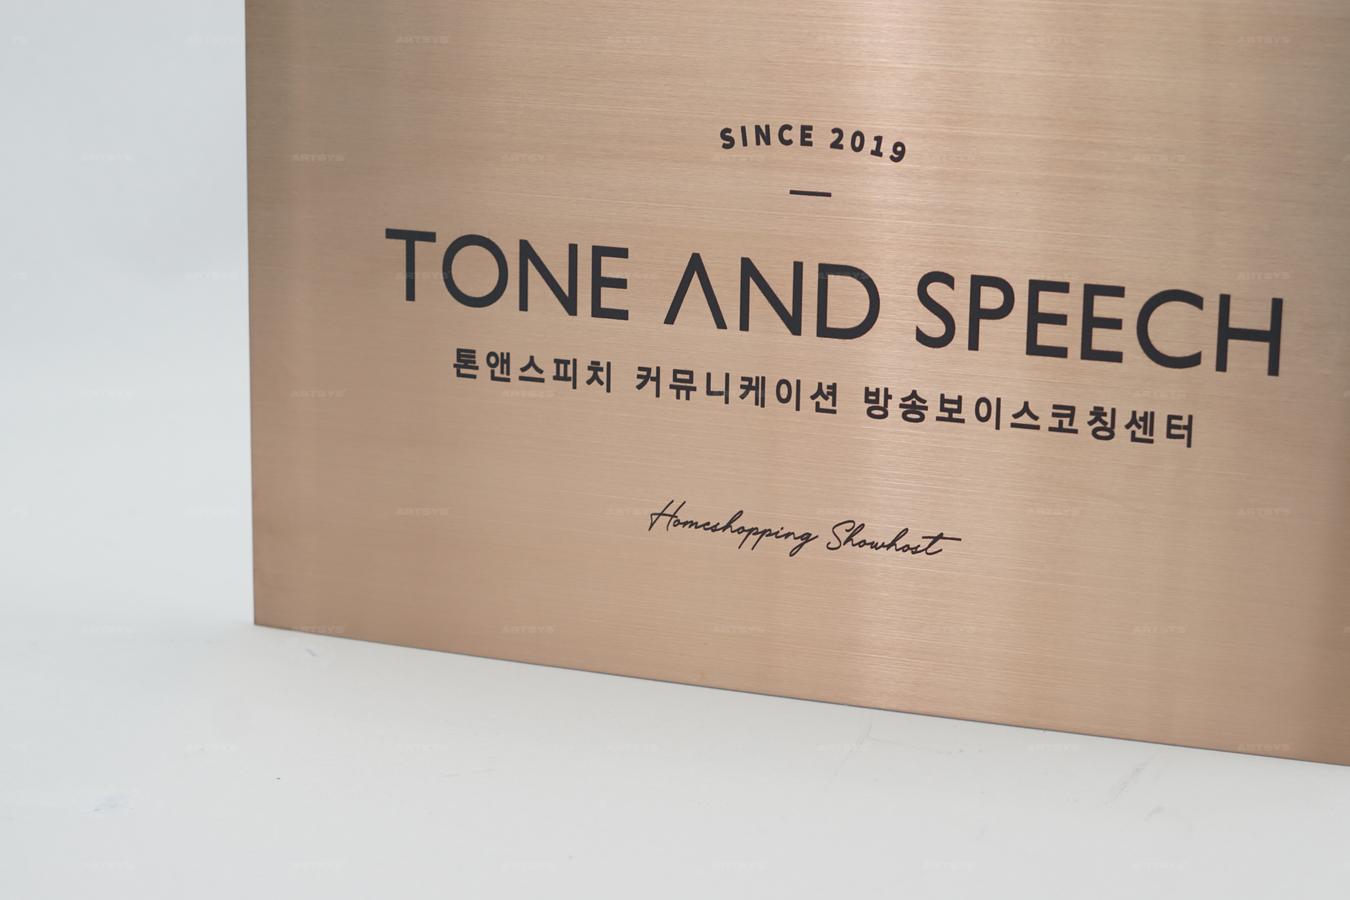 SINCE 2019
TONE AND SPEECH
톤앤스피치 커뮤니케이션 방송보이스코칭센터
Homeshopping Showhost
ARTSYS